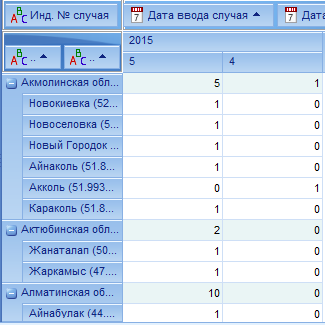 Инд. № случая Дата ввода случая Дата
2015
.. .. 5 4
Акмолинская обл... 5 1
Новокиевка (52... 1 0
Новоселовка (5... 1 0
Новый Городок ... 1 0
Айнаколь (51.8... 1 0
Акколь (51.993... 0 1
Караколь (51.8... 1 0
Актюбинская обл... 2 0
Жанаталап (50... 1 0
Жаркамыс (47.... 1 0
Алматинская об... 10 0
Айнабулак (44.... 1 0